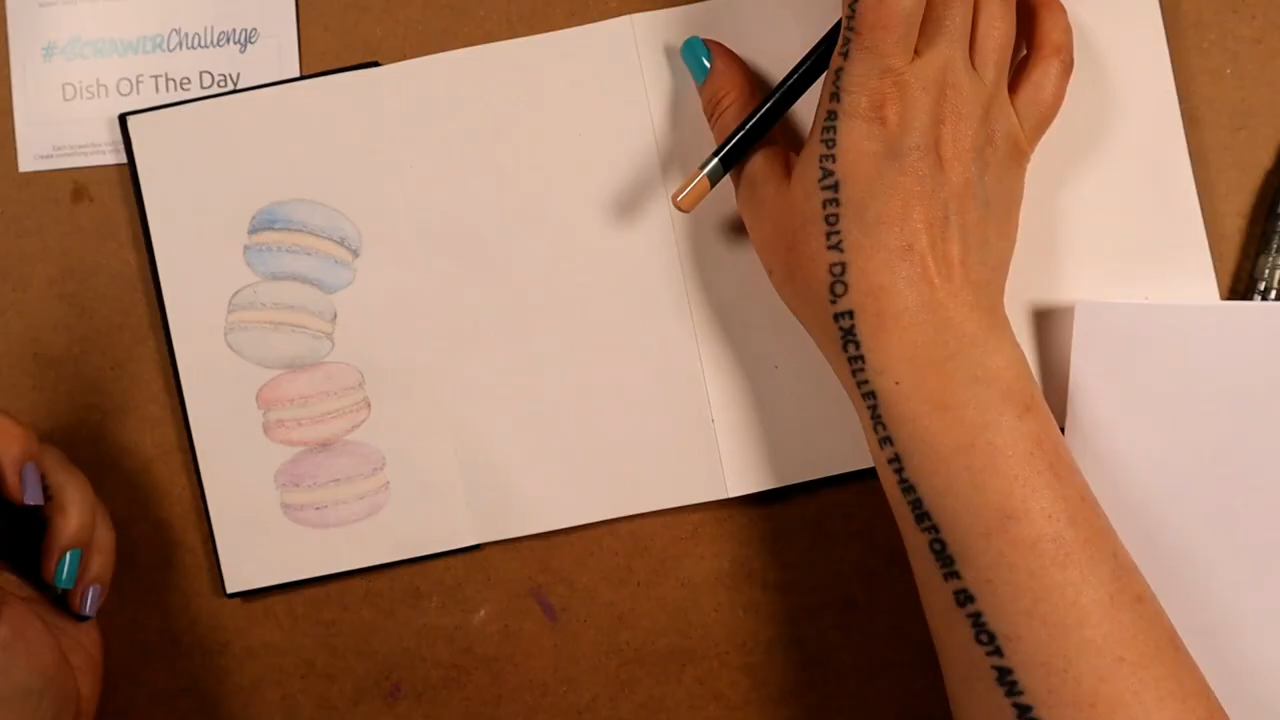 #SCRAWLRChallenge
Dish Of The Day
WHAT WE REPEATEDLY DO, EXCELLENCE THEREFORE IS NOT AN